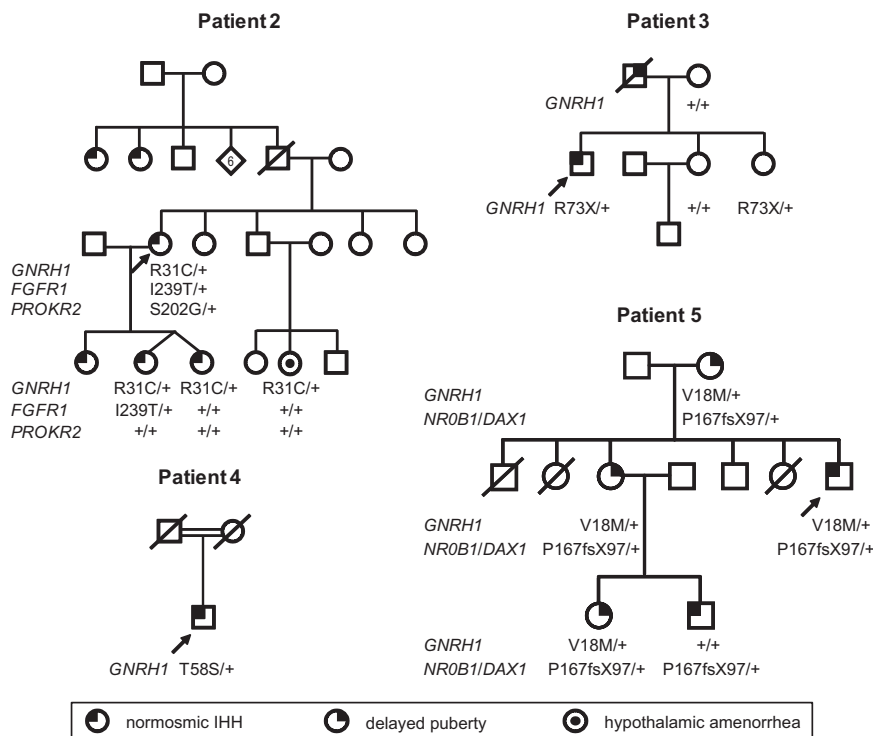 Patient 2
6
GNRH1 R31C/+
FGFR1 I239T/+
PROKR2 S202G/+
GNRH1 R31C/+ R31C/+ R31C/+
FGFR1 I239T/+ +/+ +/+
PROKR2 +/+ +/+ +/+
Patient 3
GNRH1 +/+
GNRH1 R73X/+ +/+ R73X/+
Patient 4
GNRH1 T58S/+
Patient 5
GNRH1 V18M/+
NR0B1/DAX1 P167fsX97/+
GNRH1 V18M/+ V18M/+
NR0B1/DAX1 P167fsX97/+ P167fsX97/+
GNRH1 V18M/+ +/+
NR0B1/DAX1 P167fsX97/+ P167fsX97/+
normosmic IHH delayed puberty hypothalamic amenorrhea